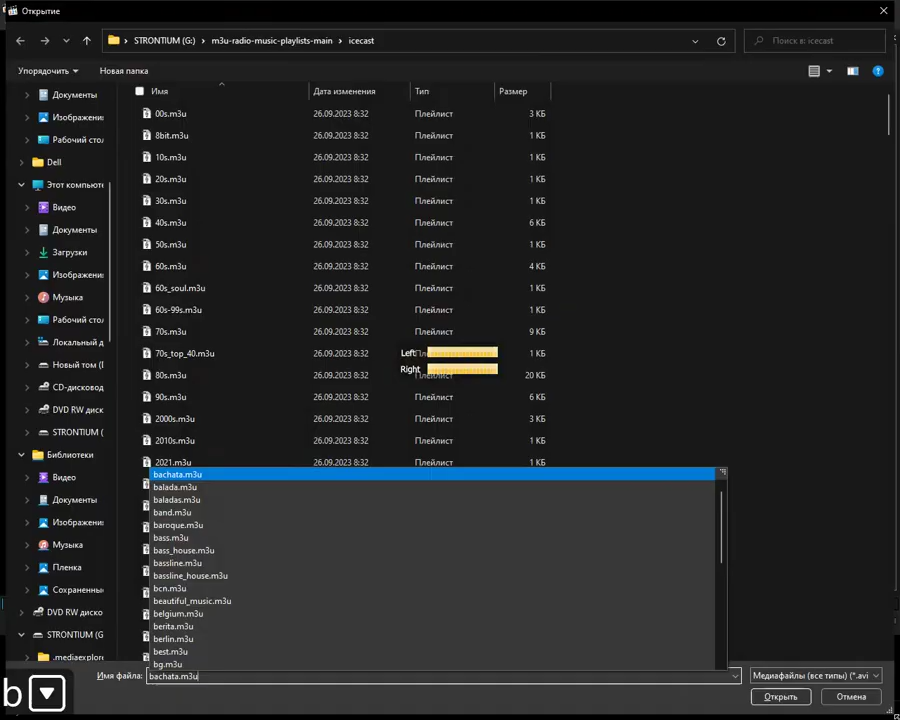 Открытие
STRONTIUM (G:) › m3u-radio-music-playlists-main › icecast
Поиск в: icecast
Упорядочить
Новая папка
Имя
Дата изменения
Тип
Размер
Документы
Изображени
Рабочий стол
Dell
Этот компьюте
Видео
Документы
Загрузки
Изображени
Музыка
Рабочий стол
Локальный д
Новый том (I
CD-дисковод
DVD RW диск
STRONTIUM (
Библиотеки
Видео
Документы
Изображени
Музыка
Пленка
Сохраненны
DVD RW диско
STRONTIUM (G
.mediaexplore
00s.m3u 26.09.2023 8:32 Плейлист 3 КБ
8bit.m3u 26.09.2023 8:32 Плейлист 1 КБ
10s.m3u 26.09.2023 8:32 Плейлист 1 КБ
20s.m3u 26.09.2023 8:32 Плейлист 1 КБ
30s.m3u 26.09.2023 8:32 Плейлист 1 КБ
40s.m3u 26.09.2023 8:32 Плейлист 6 КБ
50s.m3u 26.09.2023 8:32 Плейлист 1 КБ
60s.m3u 26.09.2023 8:32 Плейлист 4 КБ
60s_soul.m3u 26.09.2023 8:32 Плейлист 1 КБ
60s-99s.m3u 26.09.2023 8:32 Плейлист 1 КБ
70s.m3u 26.09.2023 8:32 Плейлист 9 КБ
70s_top_40.m3u 26.09.2023 8:32 1 КБ
80s.m3u 26.09.2023 8:32 Плейлист 20 КБ
90s.m3u 26.09.2023 8:32 Плейлист 6 КБ
2000s.m3u 26.09.2023 8:32 Плейлист 3 КБ
2010s.m3u 26.09.2023 8:32 Плейлист 1 КБ
2021.m3u 26.09.2023 8:32 Плейлист 1 КБ
Left
Right
bachata.m3u
balada.m3u
baladas.m3u
band.m3u
baroque.m3u
bass.m3u
bass_house.m3u
bassline.m3u
bassline_house.m3u
bcn.m3u
beautiful_music.m3u
belgium.m3u
berita.m3u
berlin.m3u
best.m3u
bg.m3u
Имя файла:
bachata.m3u
Медиафайлы (все типы) (*.avi
Открыть
Отмена
b